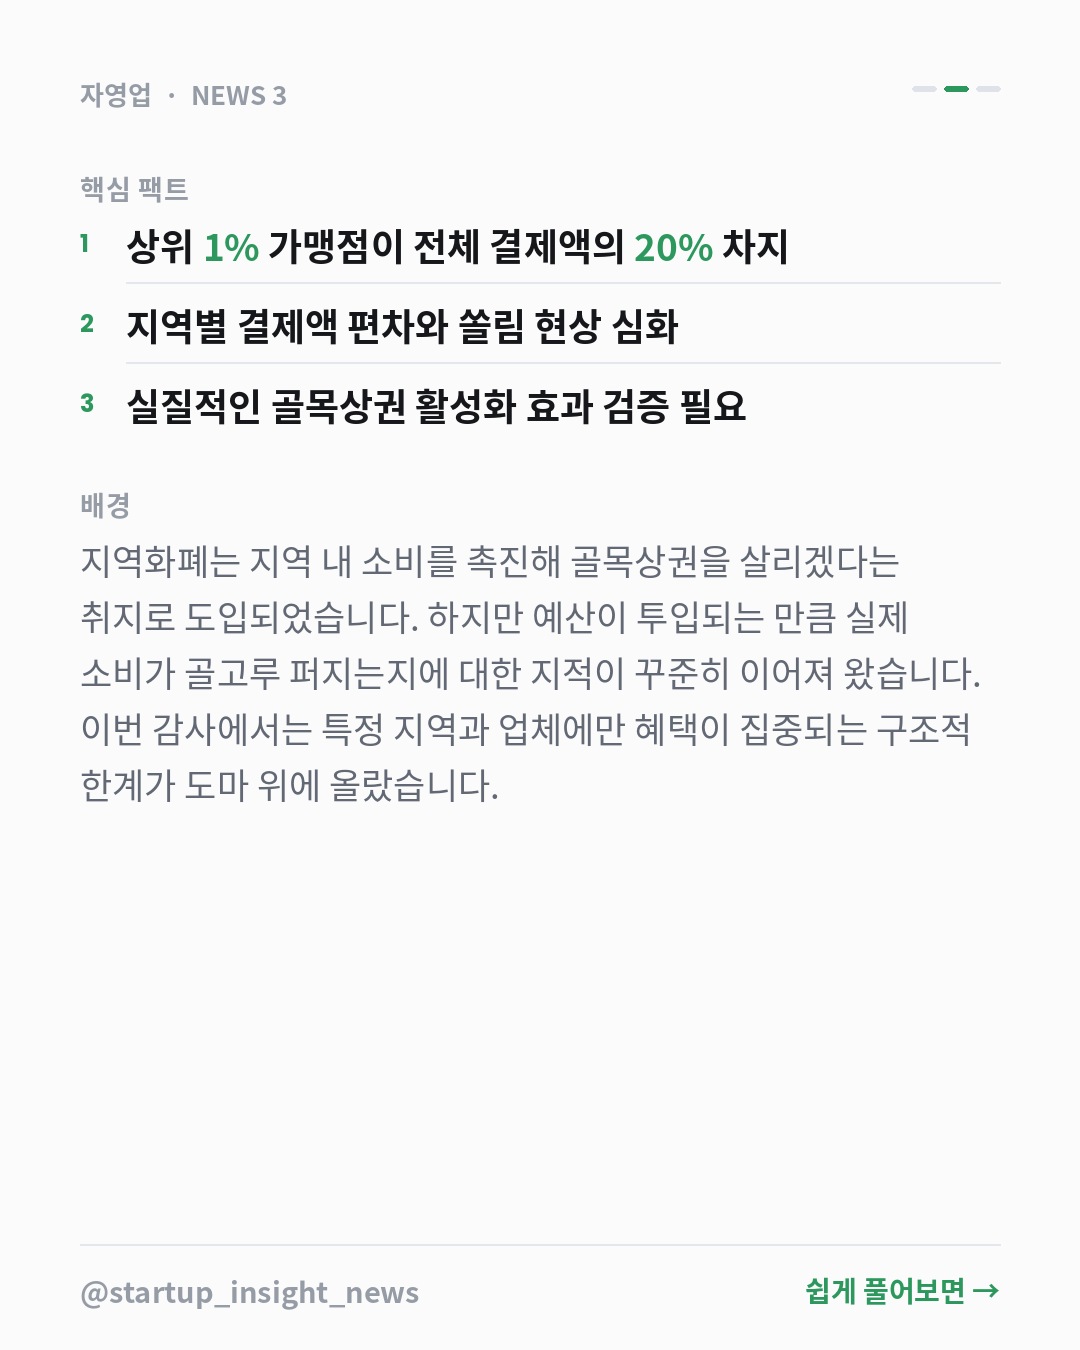 자영업 · NEWS 3
핵심 팩트
1 상위 1% 가맹점이 전체 결제액의 20% 차지
2 지역별 결제액 편차와 쏠림 현상 심화
3 실질적인 골목상권 활성화 효과 검증 필요
배경
지역화폐는 지역 내 소비를 촉진해 골목상권을 살리겠다는
취지로 도입되었습니다. 하지만 예산이 투입되는 만큼 실제
소비가 골고루 퍼지는지에 대한 지적이 꾸준히 이어져 왔습니다.
이번 감사에서는 특정 지역과 업체에만 혜택이 집중되는 구조적
한계가 도마 위에 올랐습니다.
@startup_insight_news
쉽게 풀어보면 →